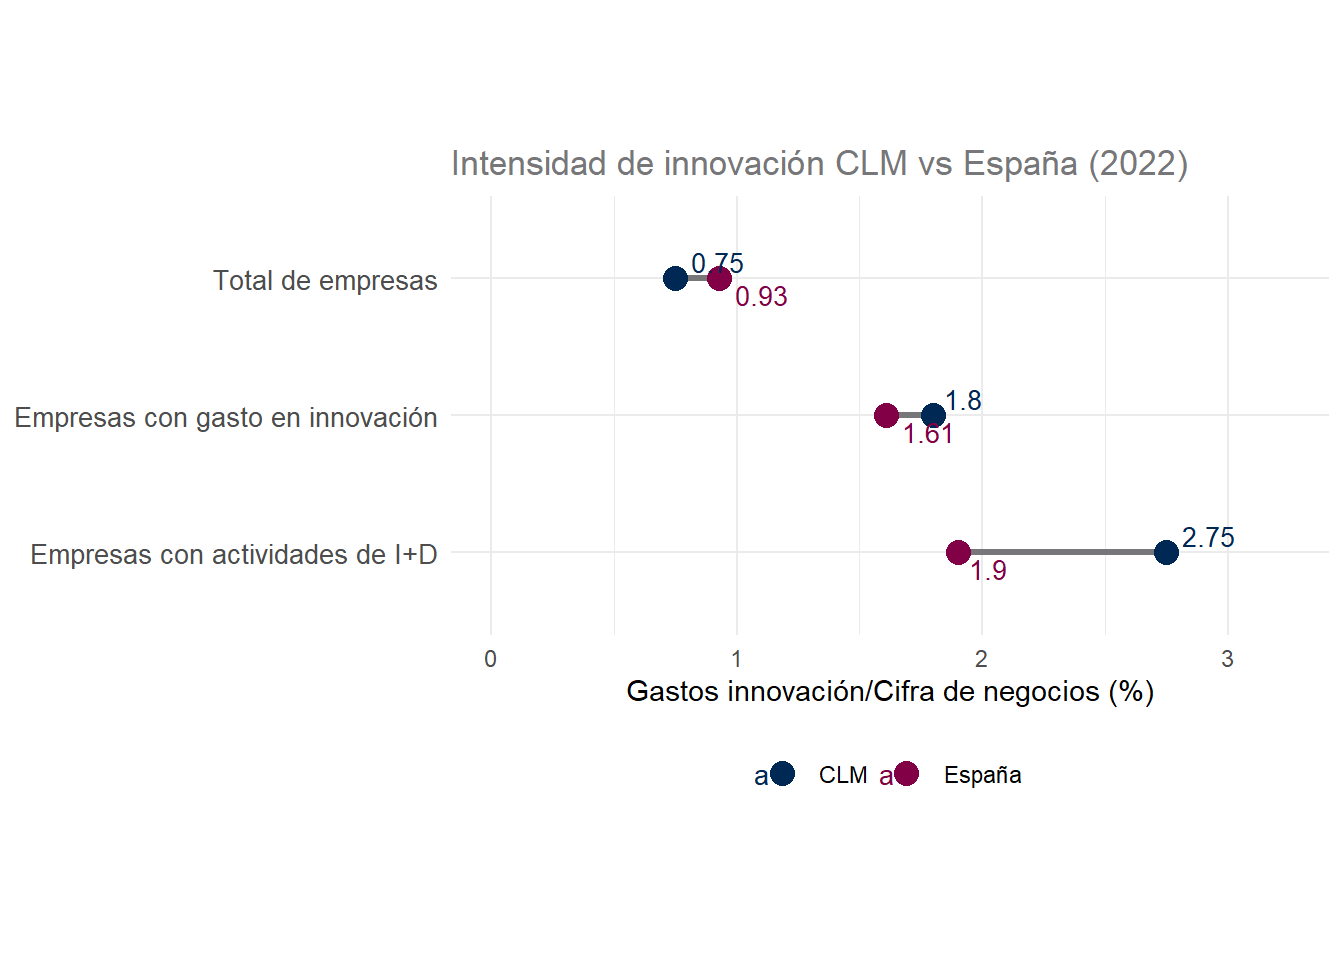 Intensidad de innovación CLM vs España (2022)
Total de empresas
0.75
0.93
Empresas con gasto en innovación
1.8
1.61
Empresas con actividades de I+D
2.75
1.9
0 1 2 3
Gastos innovación/Cifra de negocios (%)
a CLM a España